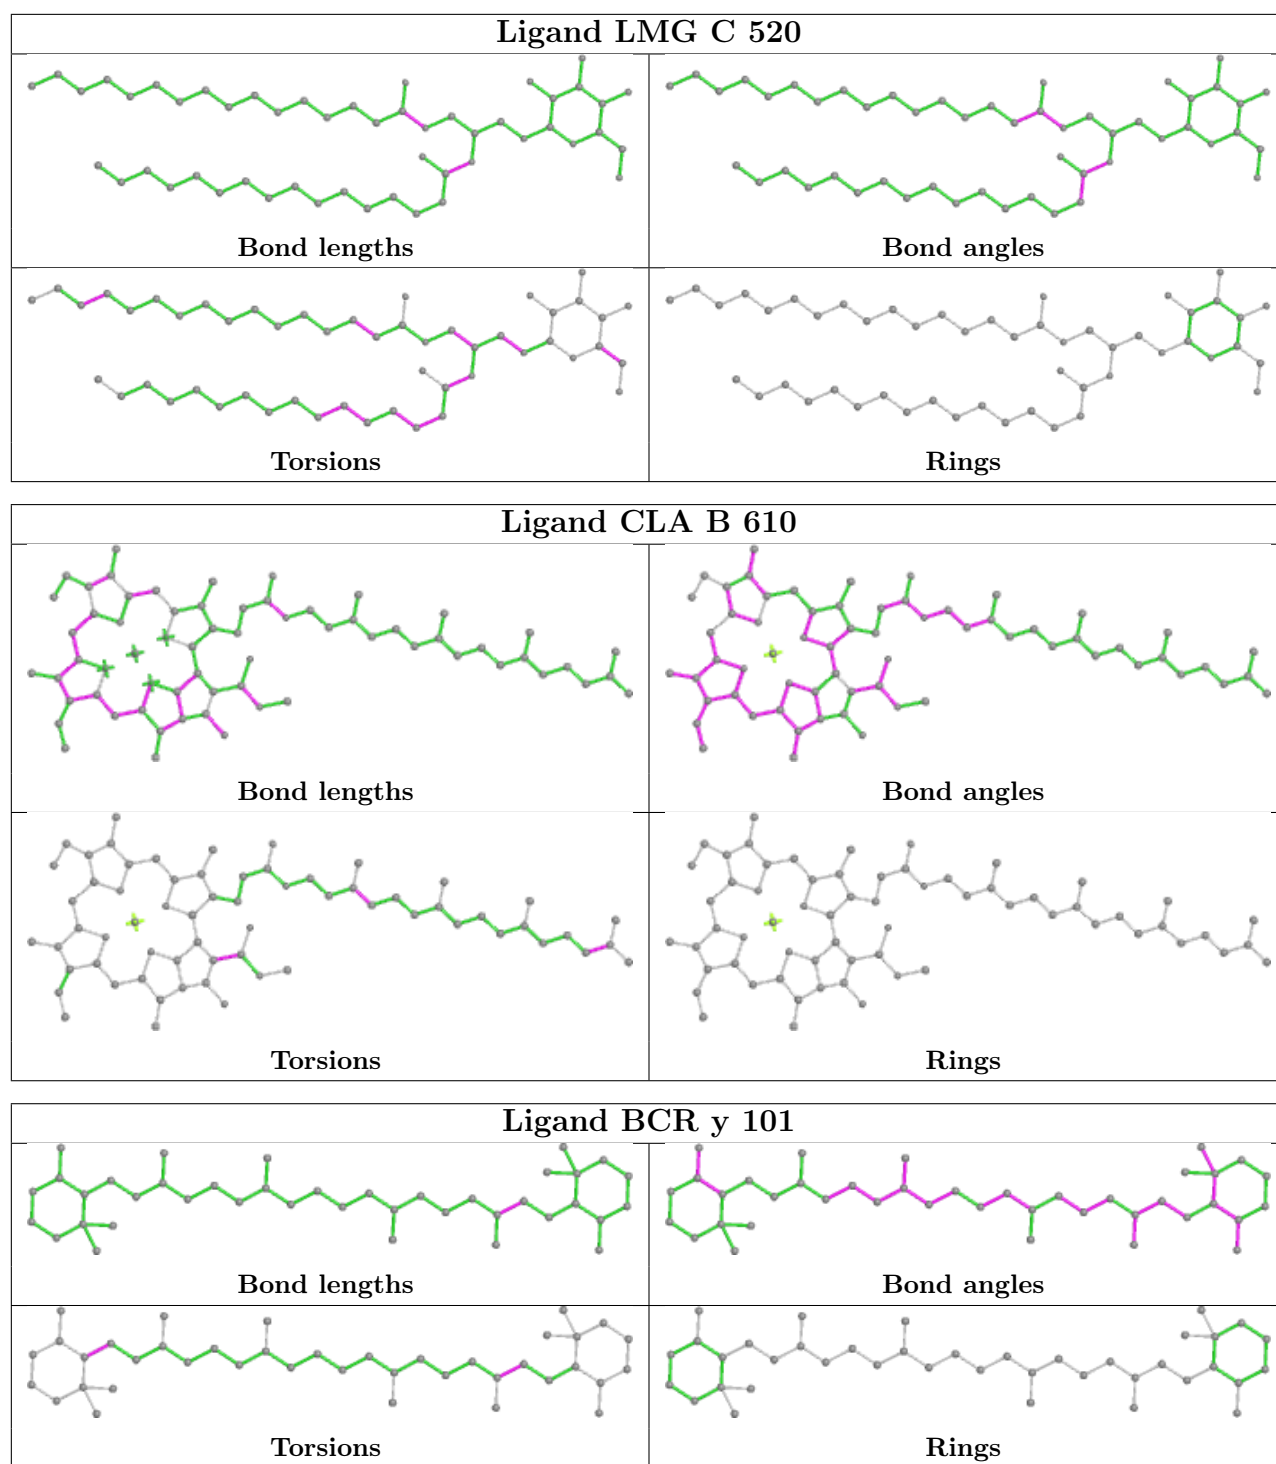 Ligand LMG C 520
Bond lengths
Bond angles
Torsions
Rings
Ligand CLA B 610
Bond lengths
Bond angles
Torsions
Rings
Ligand BCR y 101
Bond lengths
Bond angles
Torsions
Rings